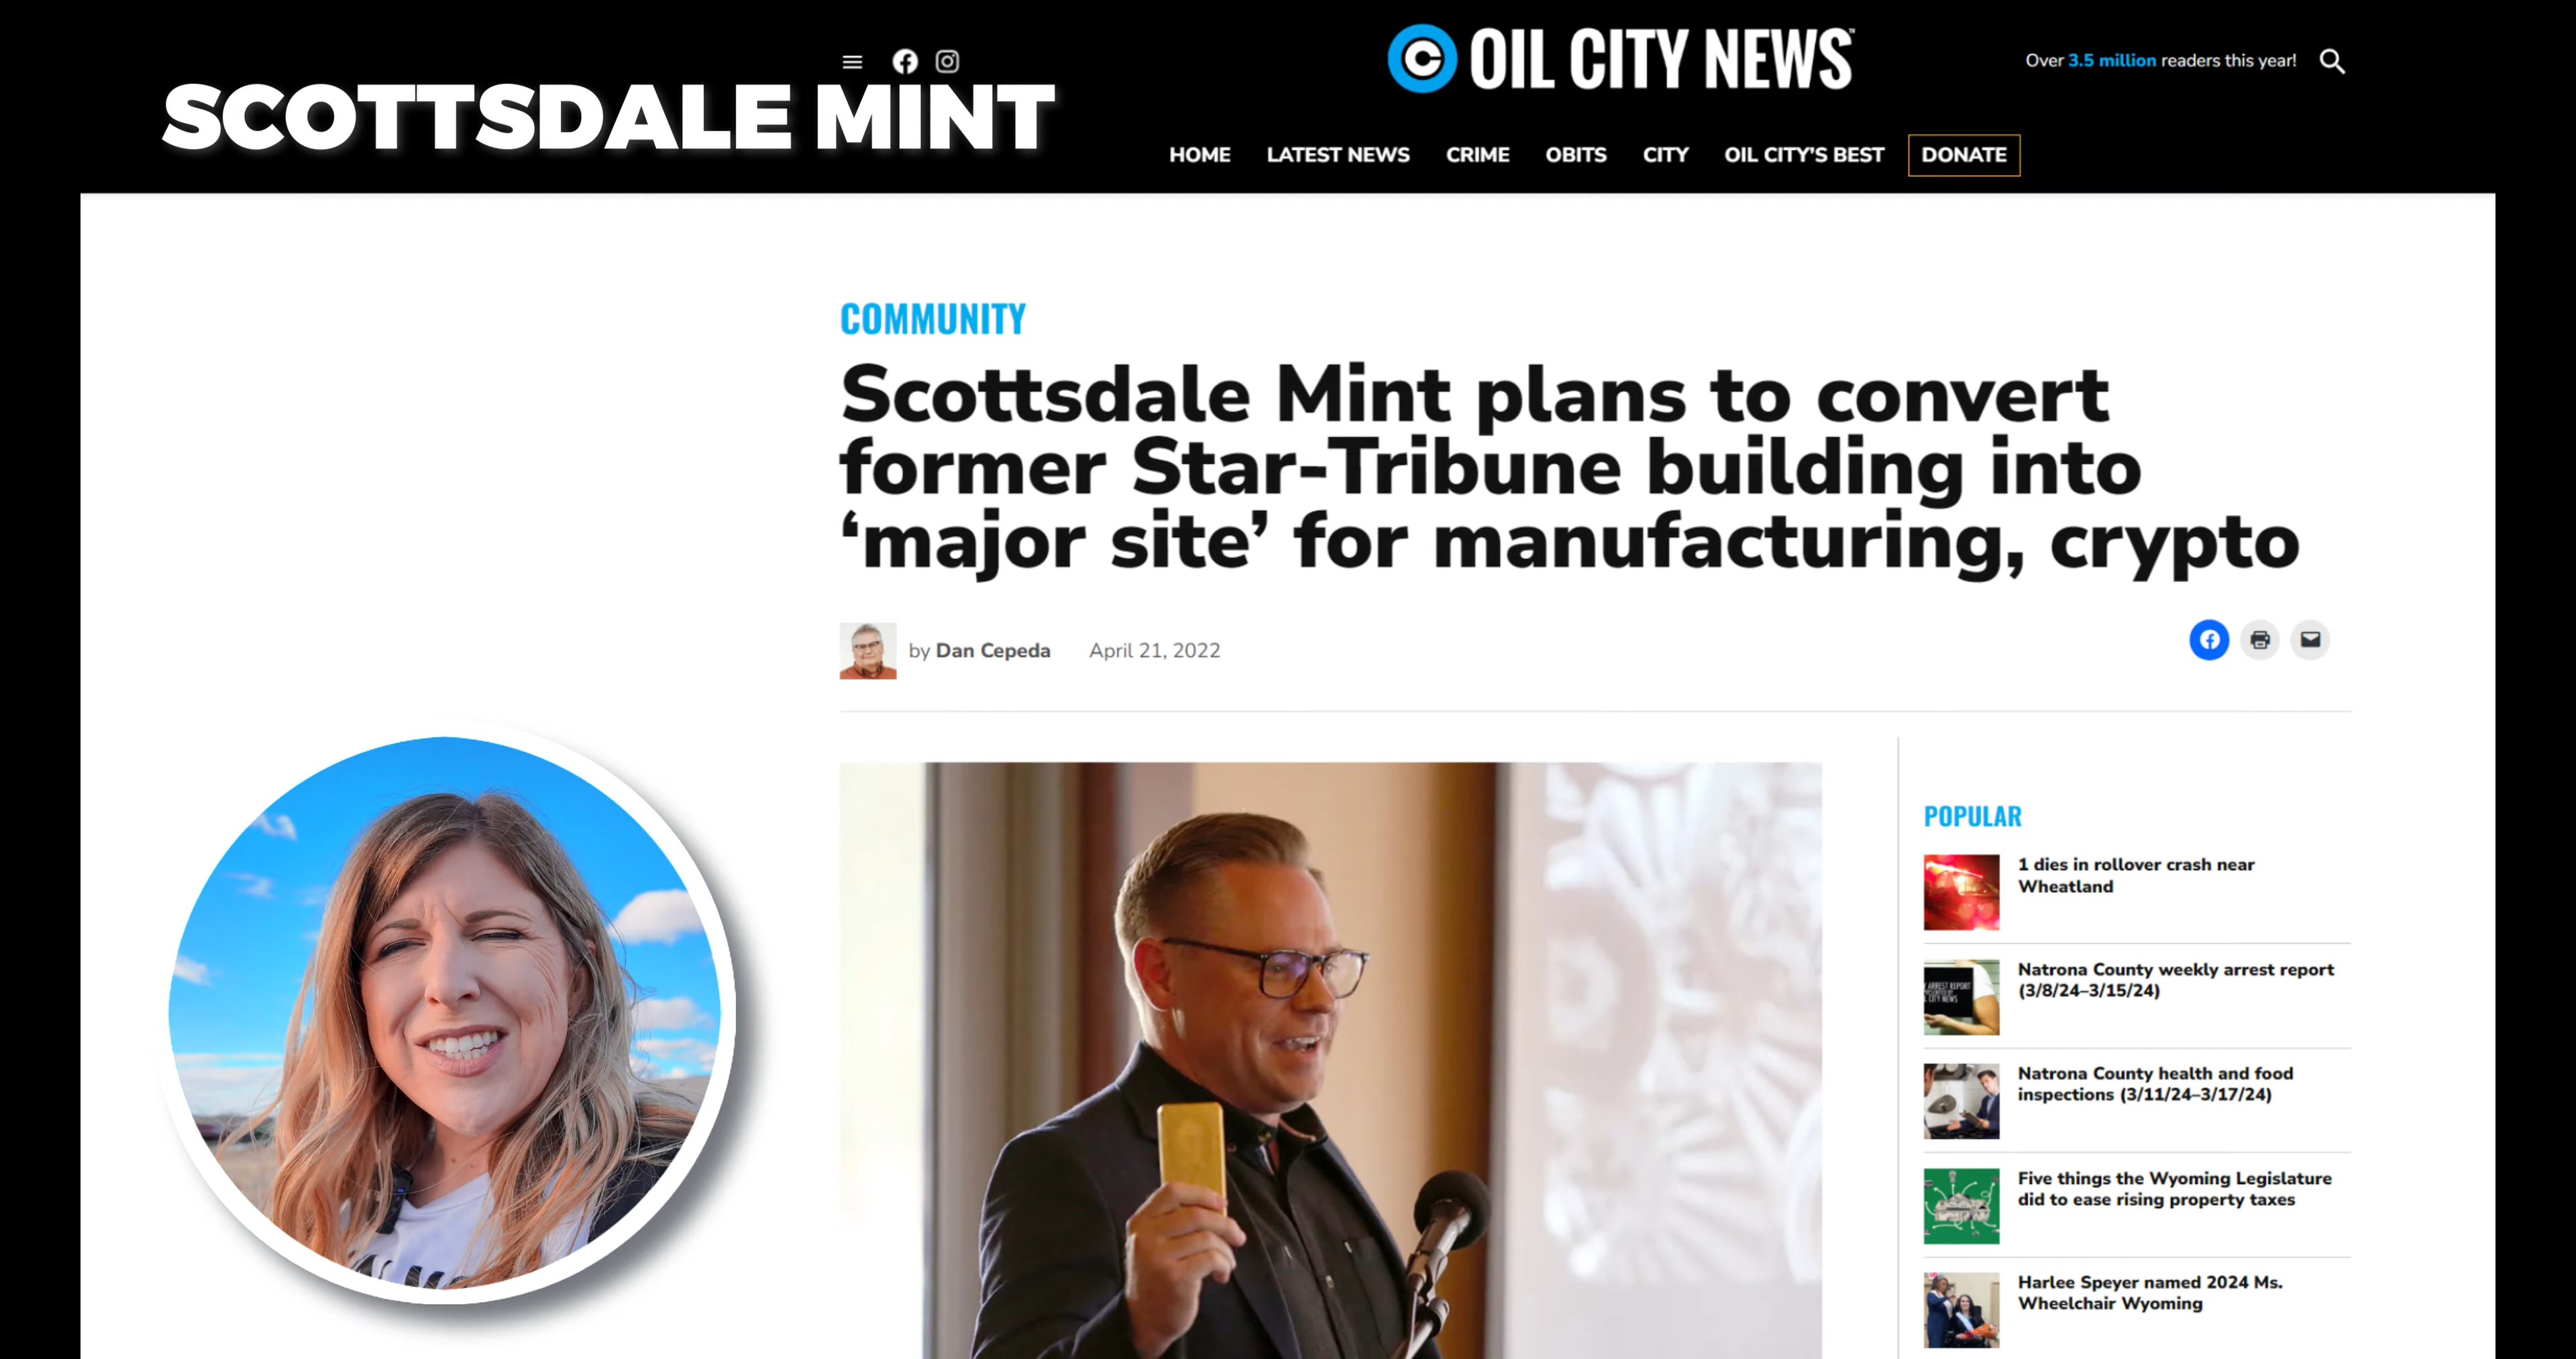 SCOTTSDALE MINT
OIL CITY NEWS
Over 3.5 million readers this year!
HOME LATEST NEWS CRIME OBITS CITY OIL CITY'S BEST DONATE
COMMUNITY
Scottsdale Mint plans to convert
former Star-Tribune building into
‘major site’ for manufacturing, crypto
by Dan Cepeda April 21, 2022
POPULAR
1 dies in rollover crash near
Wheatland
Natrona County weekly arrest report
(3/8/24–3/15/24)
ARREST REPORT
CITY NEWS
Natrona County health and food
inspections (3/11/24–3/17/24)
Five things the Wyoming Legislature
did to ease rising property taxes
Harlee Speyer named 2024 Ms.
Wheelchair Wyoming